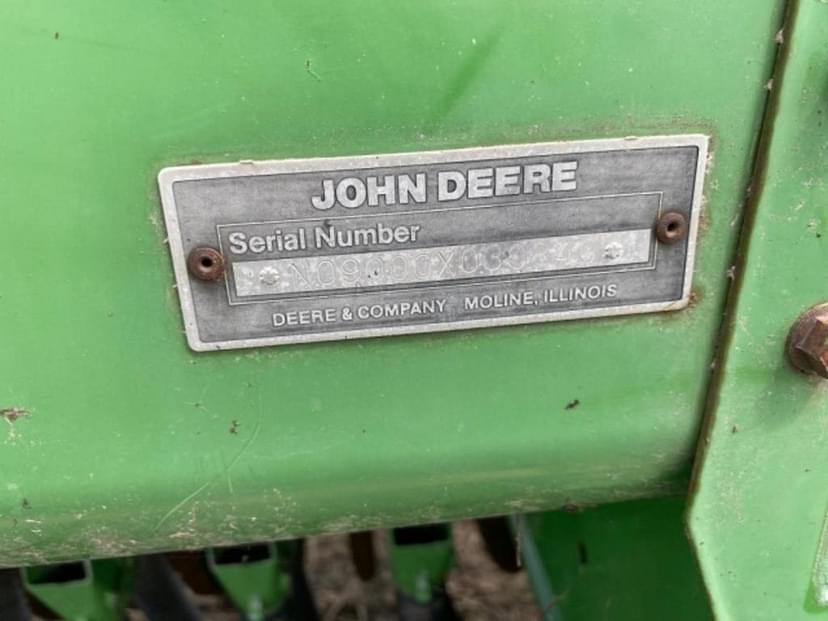 JOHN DEERE
Serial Number
DEERE & COMPANY MOLINE, ILLINOIS